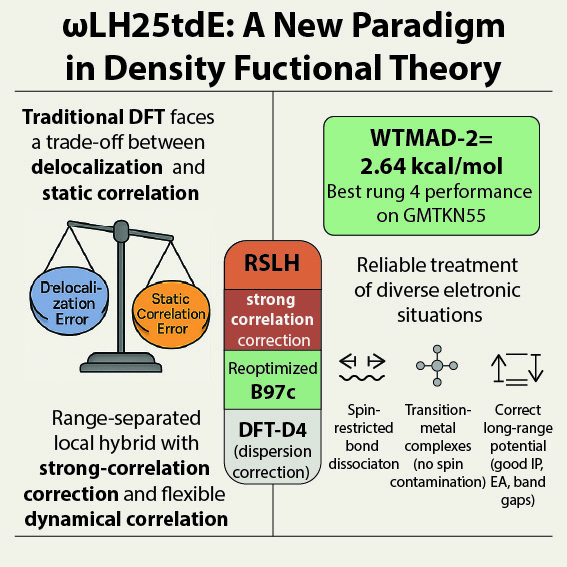 ωLH25tdE: A New Paradigm
in Density Fuctional Theory
Traditional DFT faces
a trade-off between
delocalization and
static correlation
D·elocali-
zation
Error
Static
Correlation
Error
Range-separated
local hybrid with
strong-correlation
correction and flexible
dynamical correlation
RSLH
strong
correlation
correction
Reoptimized
B97c
DFT-D4
(dispersion
correction)
WTMAD-2=
2.64 kcal/mol
Best rung 4 performance
on GMTKN55
Reliable treatment
of diverse eletronic
situations
Spin-
restricted
bond
dissociaton
Transition-
metal
complexes
(no spin
contamination)
Correct
long-range
potential
(good IP,
EA, band
gaps)